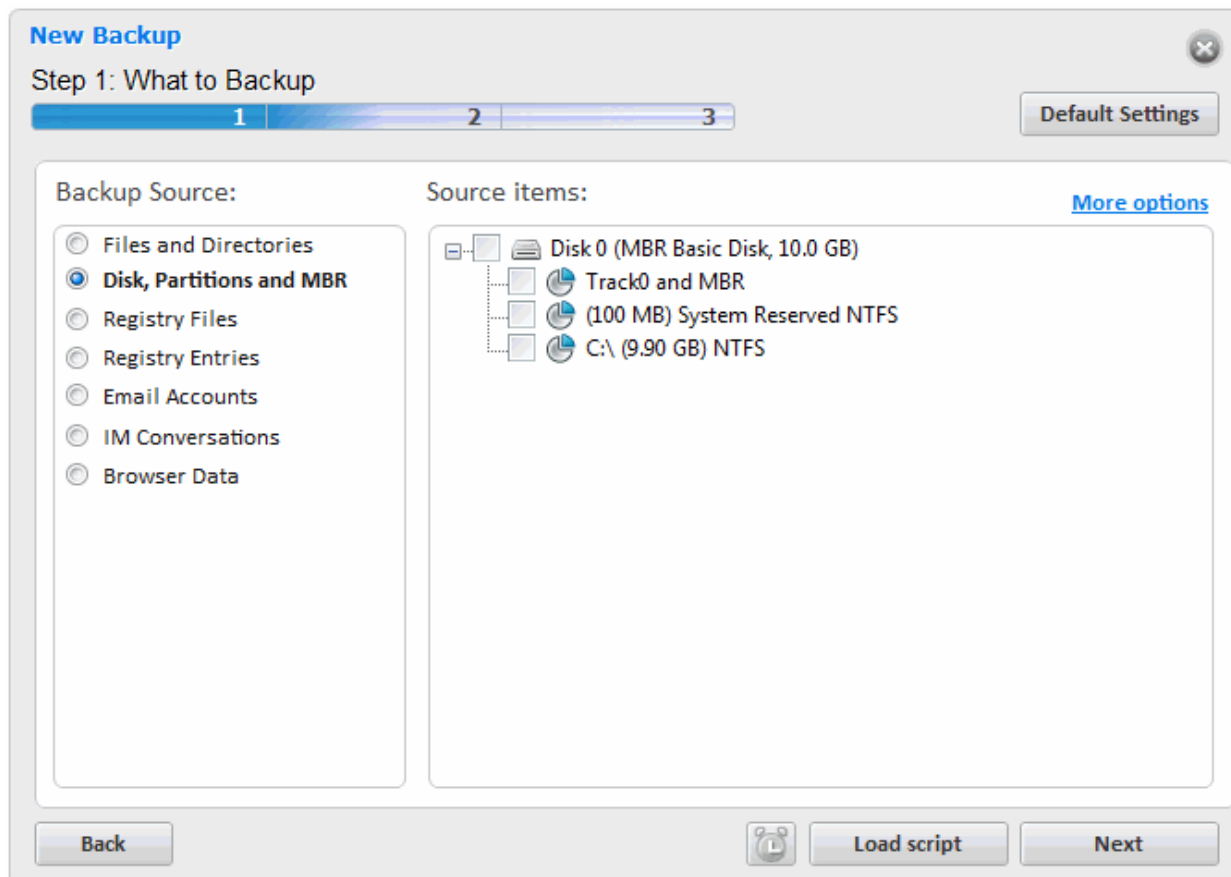 New Backup
Step 1: What to Backup
1 2 3
Default Settings
Backup Source:
Files and Directories
Disk, Partitions and MBR
Registry Files
Registry Entries
Email Accounts
IM Conversations
Browser Data
Source items:
More options
Disk 0 (MBR Basic Disk, 10.0 GB)
Track0 and MBR
(100 MB) System Reserved NTFS
C:\ (9.90 GB) NTFS
Back
Load script
Next